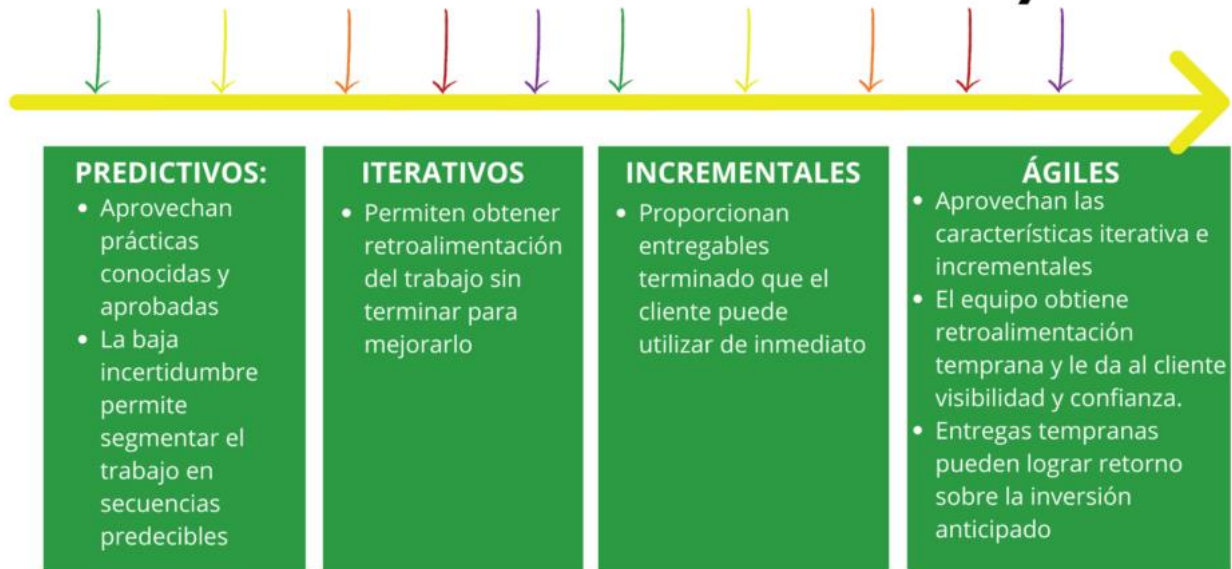 PREDICTIVOS:
• Aprovechan
prácticas
conocidas y
aprobadas
• La baja
incertidumbre
permite
segmentar el
trabajo en
secuencias
predecibles
ITERATIVOS
• Permiten obtener
retroalimentación
del trabajo sin
terminar para
mejorarlo
INCREMENTALES
• Proporcionan
entregables
terminado que el
cliente puede
utilizar de inmediato
ÁGILES
• Aprovechan las
características iterativa e
incrementales
• El equipo obtiene
retroalimentación
temprana y le da al cliente
visibilidad y confianza.
• Entregas tempranas
pueden lograr retorno
sobre la inversión
anticipado